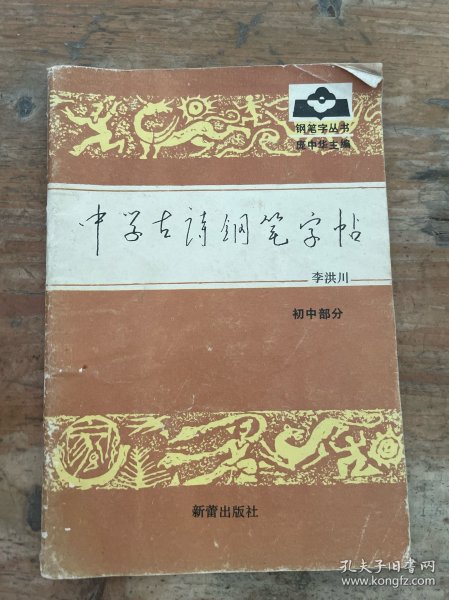 钢笔字丛书
庞中华主编
中学古诗钢笔字帖
李洪川
初中部分
新蕾出版社
孔夫子旧书网
www.kongfz.com